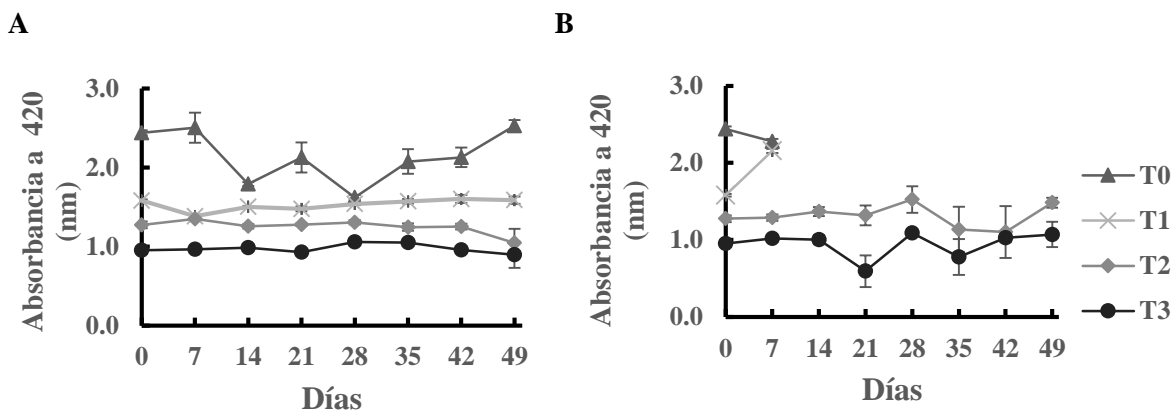 A
B
Absorbancia a 420
(nm)
3.0
2.0
1.0
0.0
0 7 14 21 28 35 42 49
Días
Absorbancia a 420
(nm)
3.0
2.0
1.0
0.0
0 7 14 21 28 35 42 49
Días
T0
T1
T2
T3